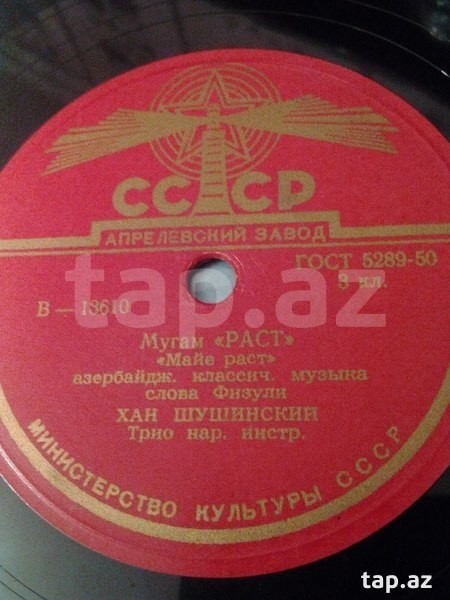 СССР
АПРЕЛЕВСКИЙ ЗАВОД
ГОСТ 5289-50
3 кл.
В — 13610
tap.az
Мугам «РАСТ»
«Майе раст»
азербайдж. классич. музыка
слова Физули
ХАН ШУШИНСКИЙ
Трио нар. инстр.
МИНИСТЕРСТВО КУЛЬТУРЫ СССР
tap.az